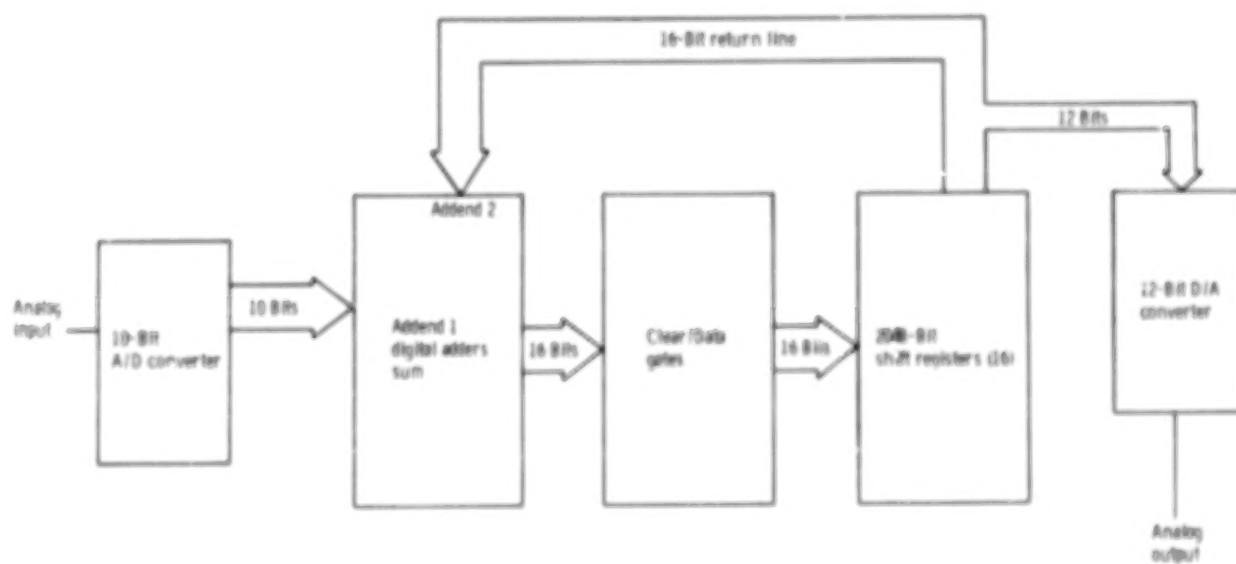 16-Bit return line
12 Bits
Addend 2
Analog
input
10-Bit
A/D converter
10 Bits
Addend 1
digital adders
sum
16 Bits
Clear/Data
gates
16 Bits
shift registers (16)
12-Bit D/A
converter
Analog
output